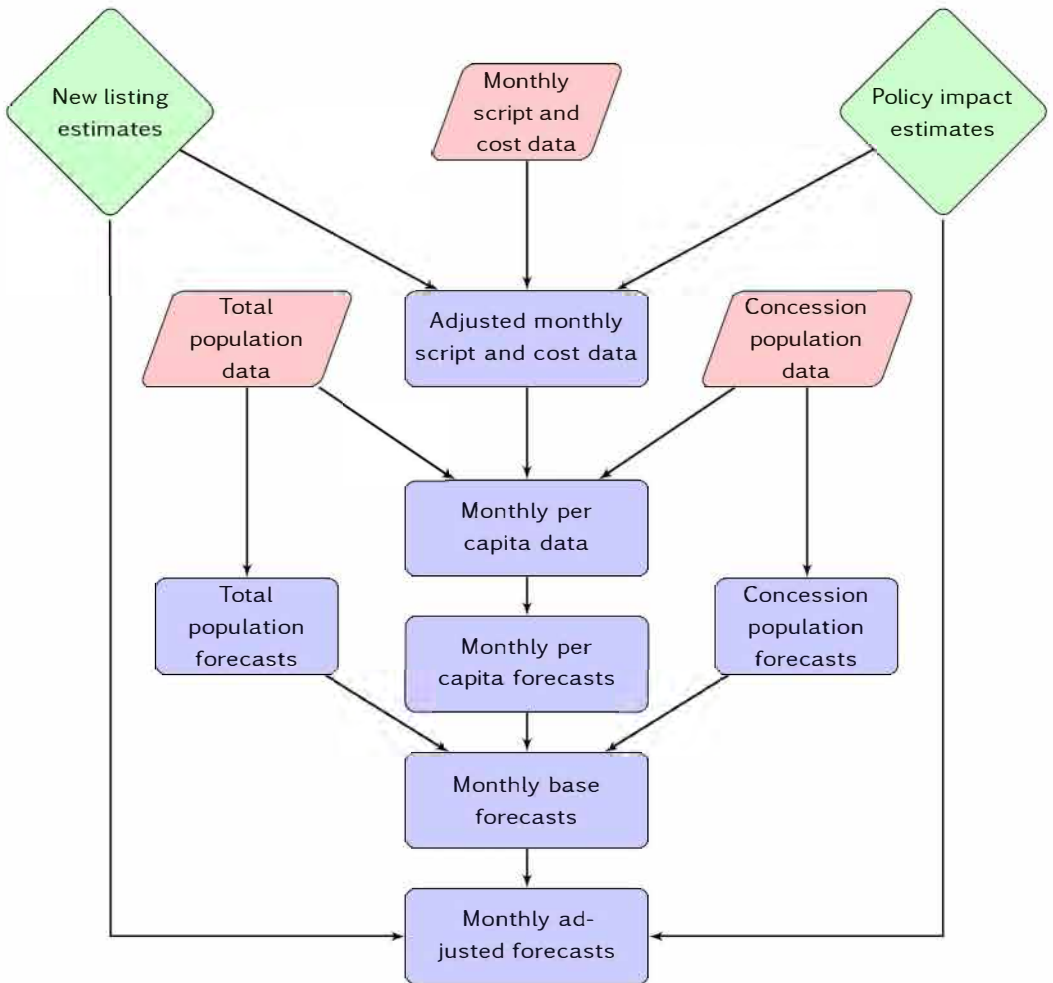 New listing
estimates
Monthly
script and
cost data
Policy impact
estimates
Total
population
data
Adjusted monthly
script and cost data
Concession
population
data
Monthly per
capita data
Total
population
forecasts
Monthly per
capita forecasts
Concession
population
forecasts
Monthly base
forecasts
Monthly ad-
justed forecasts